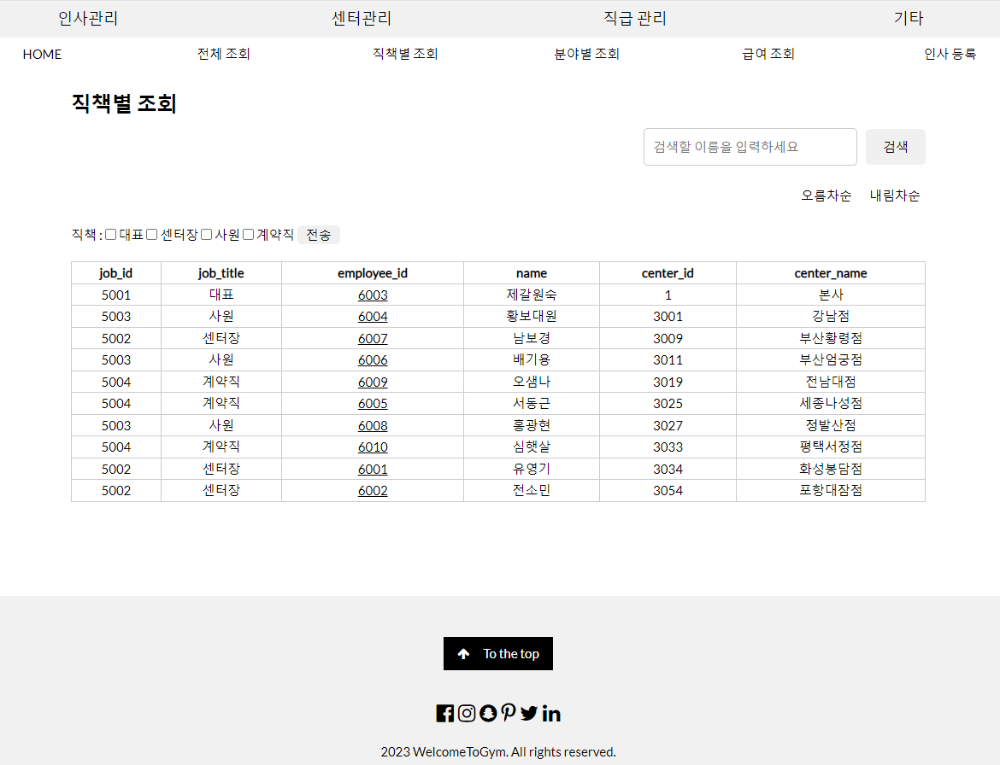 인사관리 센터관리 직급 관리 기타
HOME 전체 조회 직책별 조회 분야별 조회 급여 조회 인사 등록
직책별 조회
검색할 이름을 입력하세요 검색
오름차순 내림차순
직책 : 대표 센터장 사원 계약직 전송
job_id job_title employee_id name center_id center_name
5001 대표 6003 제갈원숙 1 본사
5003 사원 6004 황보대원 3001 강남점
5002 센터장 6007 남보경 3009 부산황령점
5003 사원 6006 배기용 3011 부산엄궁점
5004 계약직 6009 오샘나 3019 전남대점
5004 계약직 6005 서동근 3025 세종나성점
5003 사원 6008 홍광현 3027 정발산점
5004 계약직 6010 심햇살 3033 평택서정점
5002 센터장 6001 유영기 3034 화성봉담점
5002 센터장 6002 전소민 3054 포항대잠점
To the top
2023 WelcomeToGym. All rights reserved.